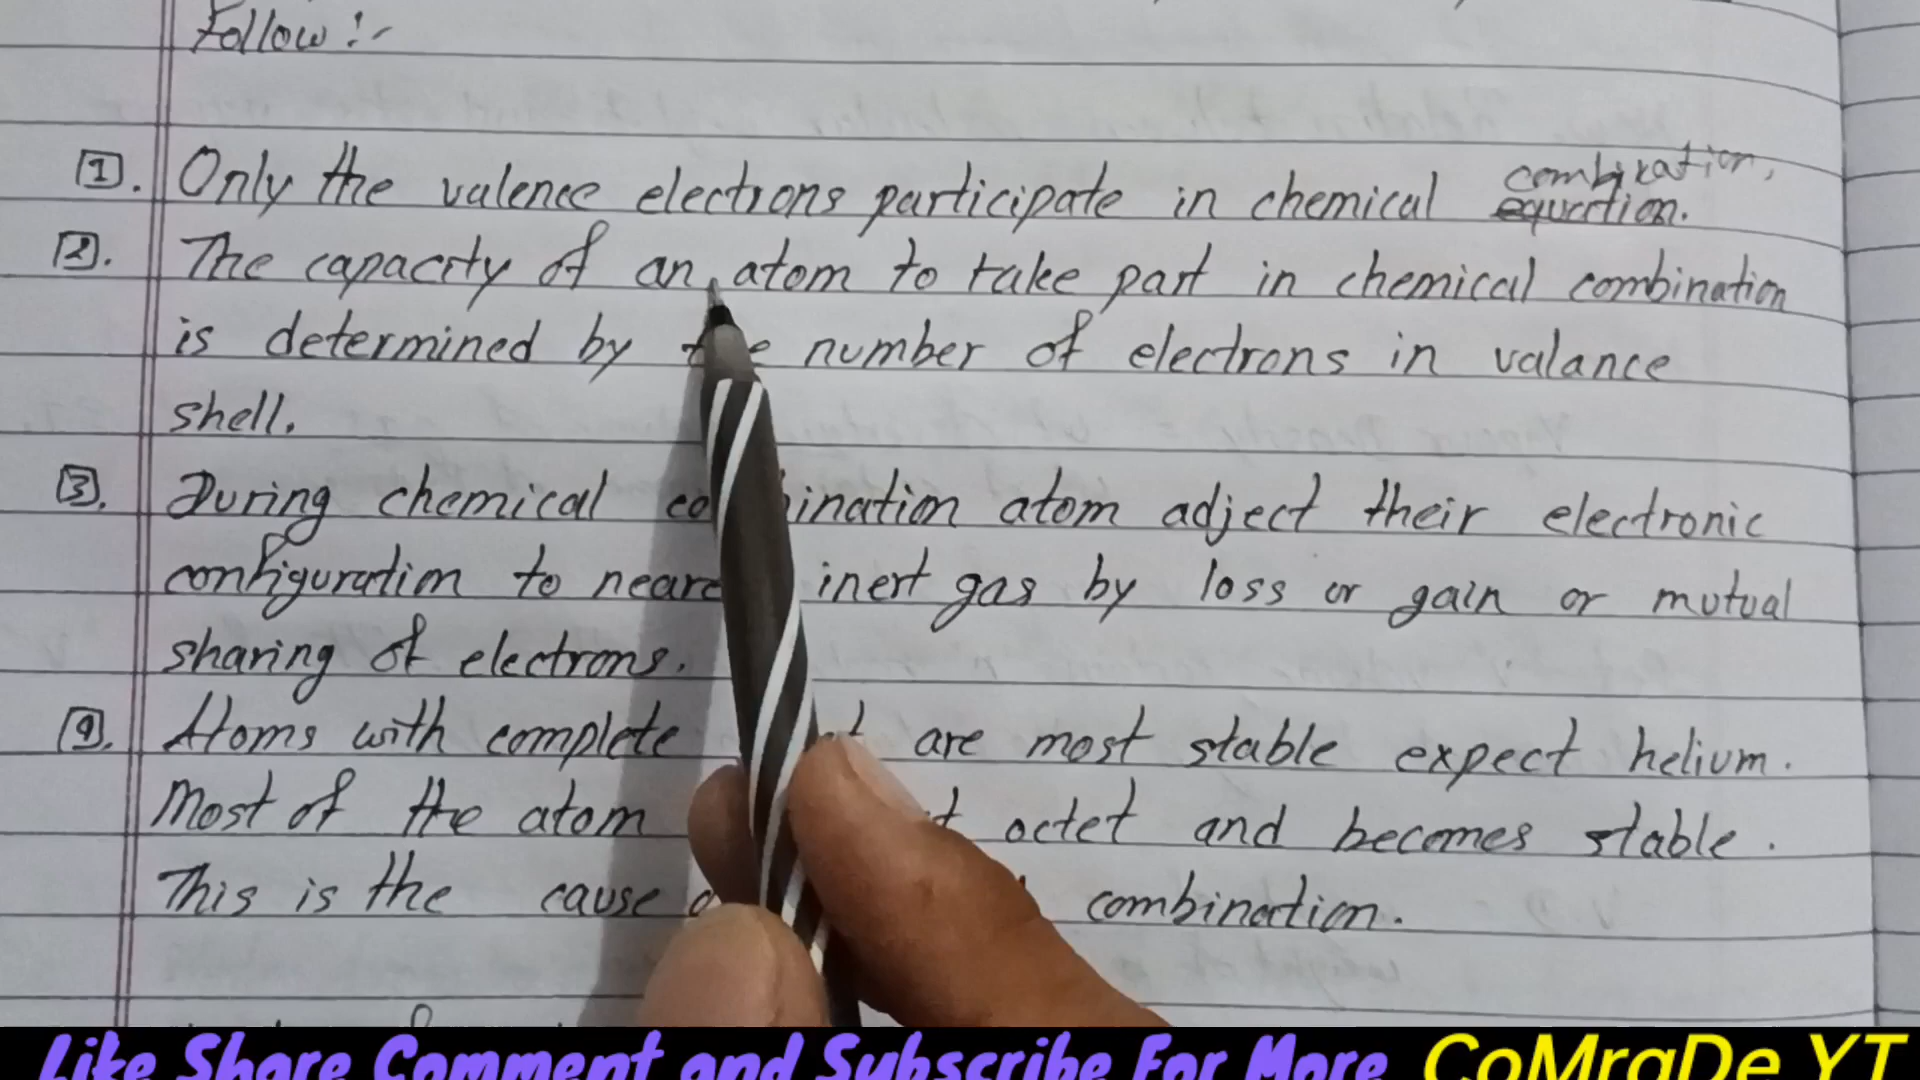 Follow :-
1. Only the valence electrons participate in chemical combination,
equation.
2. The capacity of an atom to take part in chemical combination
is determined by number of electrons in valance
shell.
3. During chemical atom adject their electronic
configuration to inert gas by loss or gain or mutual
sharing of electrons.
Atoms with complete are most stable expect helium.
Most of the atom octet and becomes stable.
This is the cause combination.
Like Share Comment and Subscribe For More CoMraDe YT